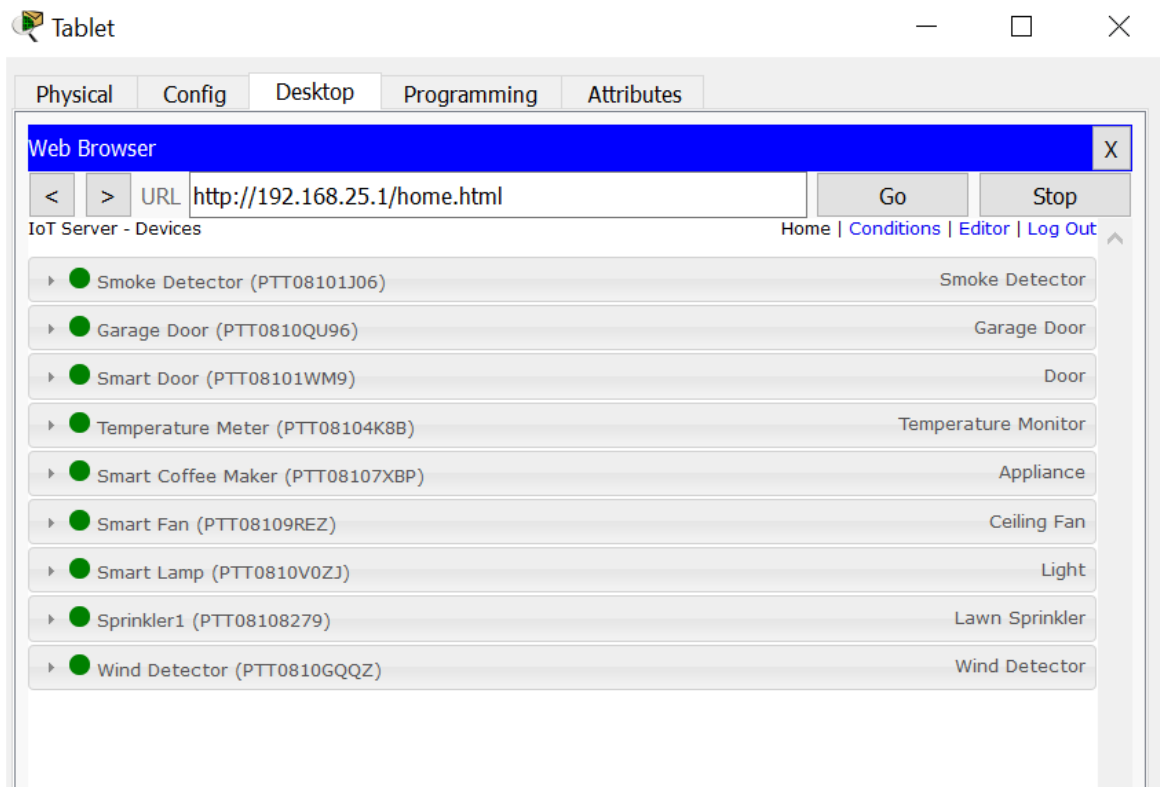 Tablet
Physical Config Desktop Programming Attributes
Web Browser X
< > URL http://192.168.25.1/home.html Go Stop
IoT Server - Devices Home | Conditions | Editor | Log Out
Smoke Detector (PTT08101J06) Smoke Detector
Garage Door (PTT0810QU96) Garage Door
Smart Door (PTT08101WM9) Door
Temperature Meter (PTT08104K8B) Temperature Monitor
Smart Coffee Maker (PTT08107XBP) Appliance
Smart Fan (PTT08109REZ) Ceiling Fan
Smart Lamp (PTT0810V0ZJ) Light
Sprinkler1 (PTT08108279) Lawn Sprinkler
Wind Detector (PTT0810GQQZ) Wind Detector